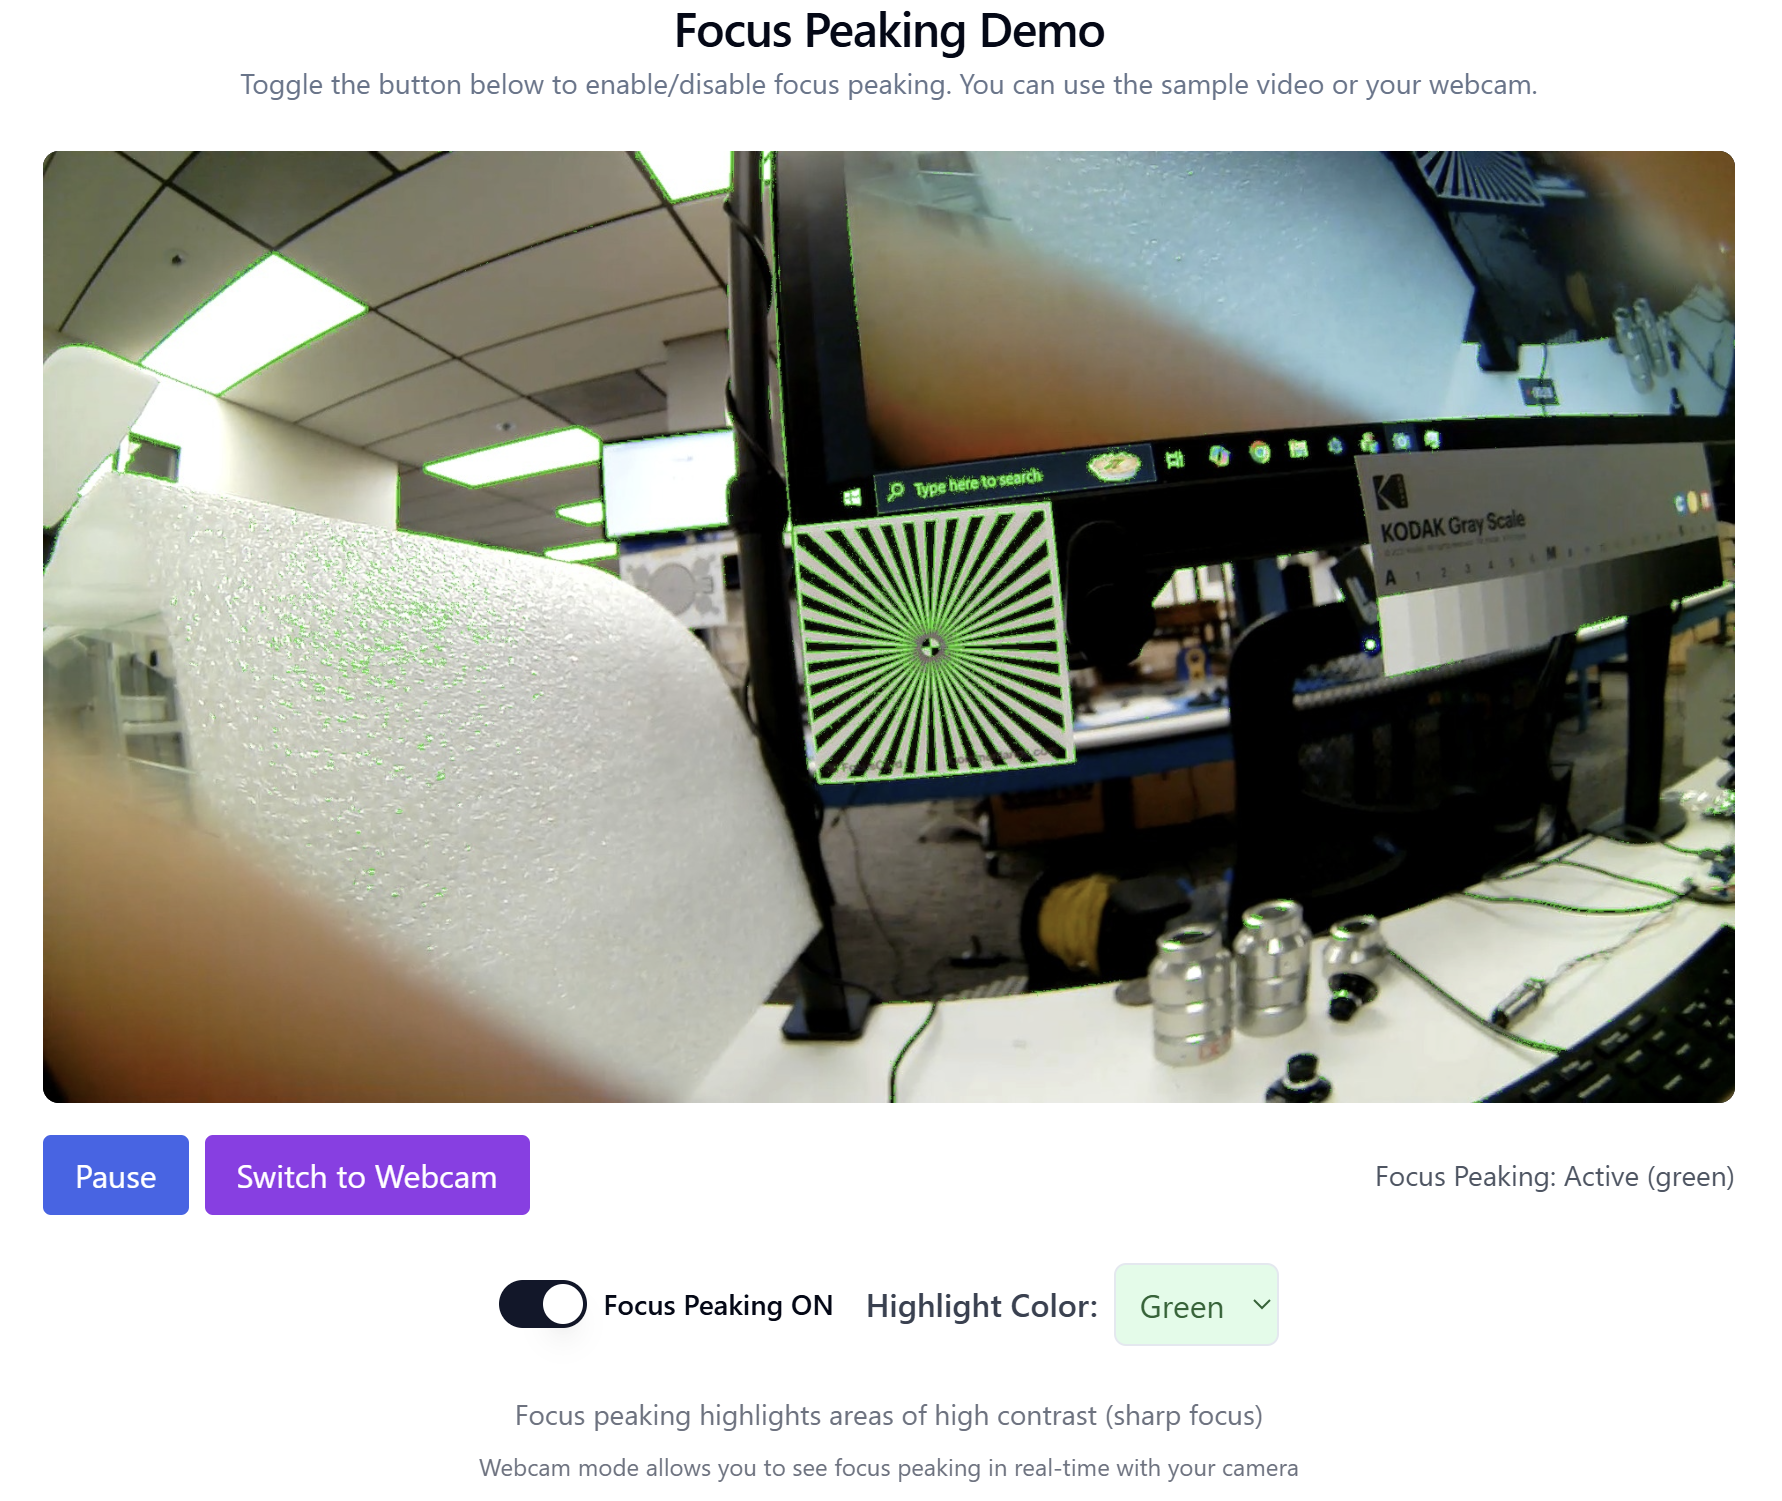 Focus Peaking Demo
Toggle the button below to enable/disable focus peaking. You can use the sample video or your webcam.
Type here to search
KODAK Gray Scale
A 1 2 3 4 5 6 M 8
Pause
Switch to Webcam
Focus Peaking: Active (green)
Focus Peaking ON
Highlight Color:
Green
Focus peaking highlights areas of high contrast (sharp focus)
Webcam mode allows you to see focus peaking in real-time with your camera